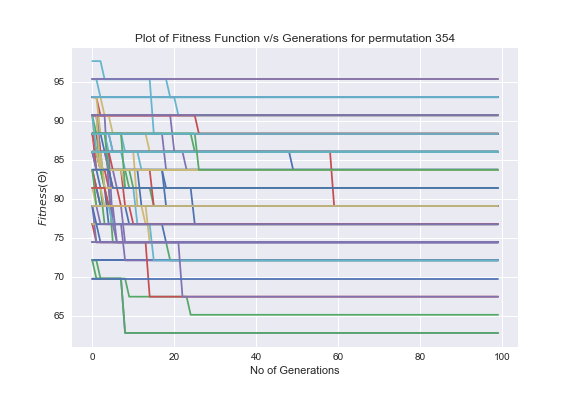 Plot of Fitness Function v/s Generations for permutation 354
95
90
85
80
75
70
65
Fitness(Θ)
0 20 40 60 80 100
No of Generations